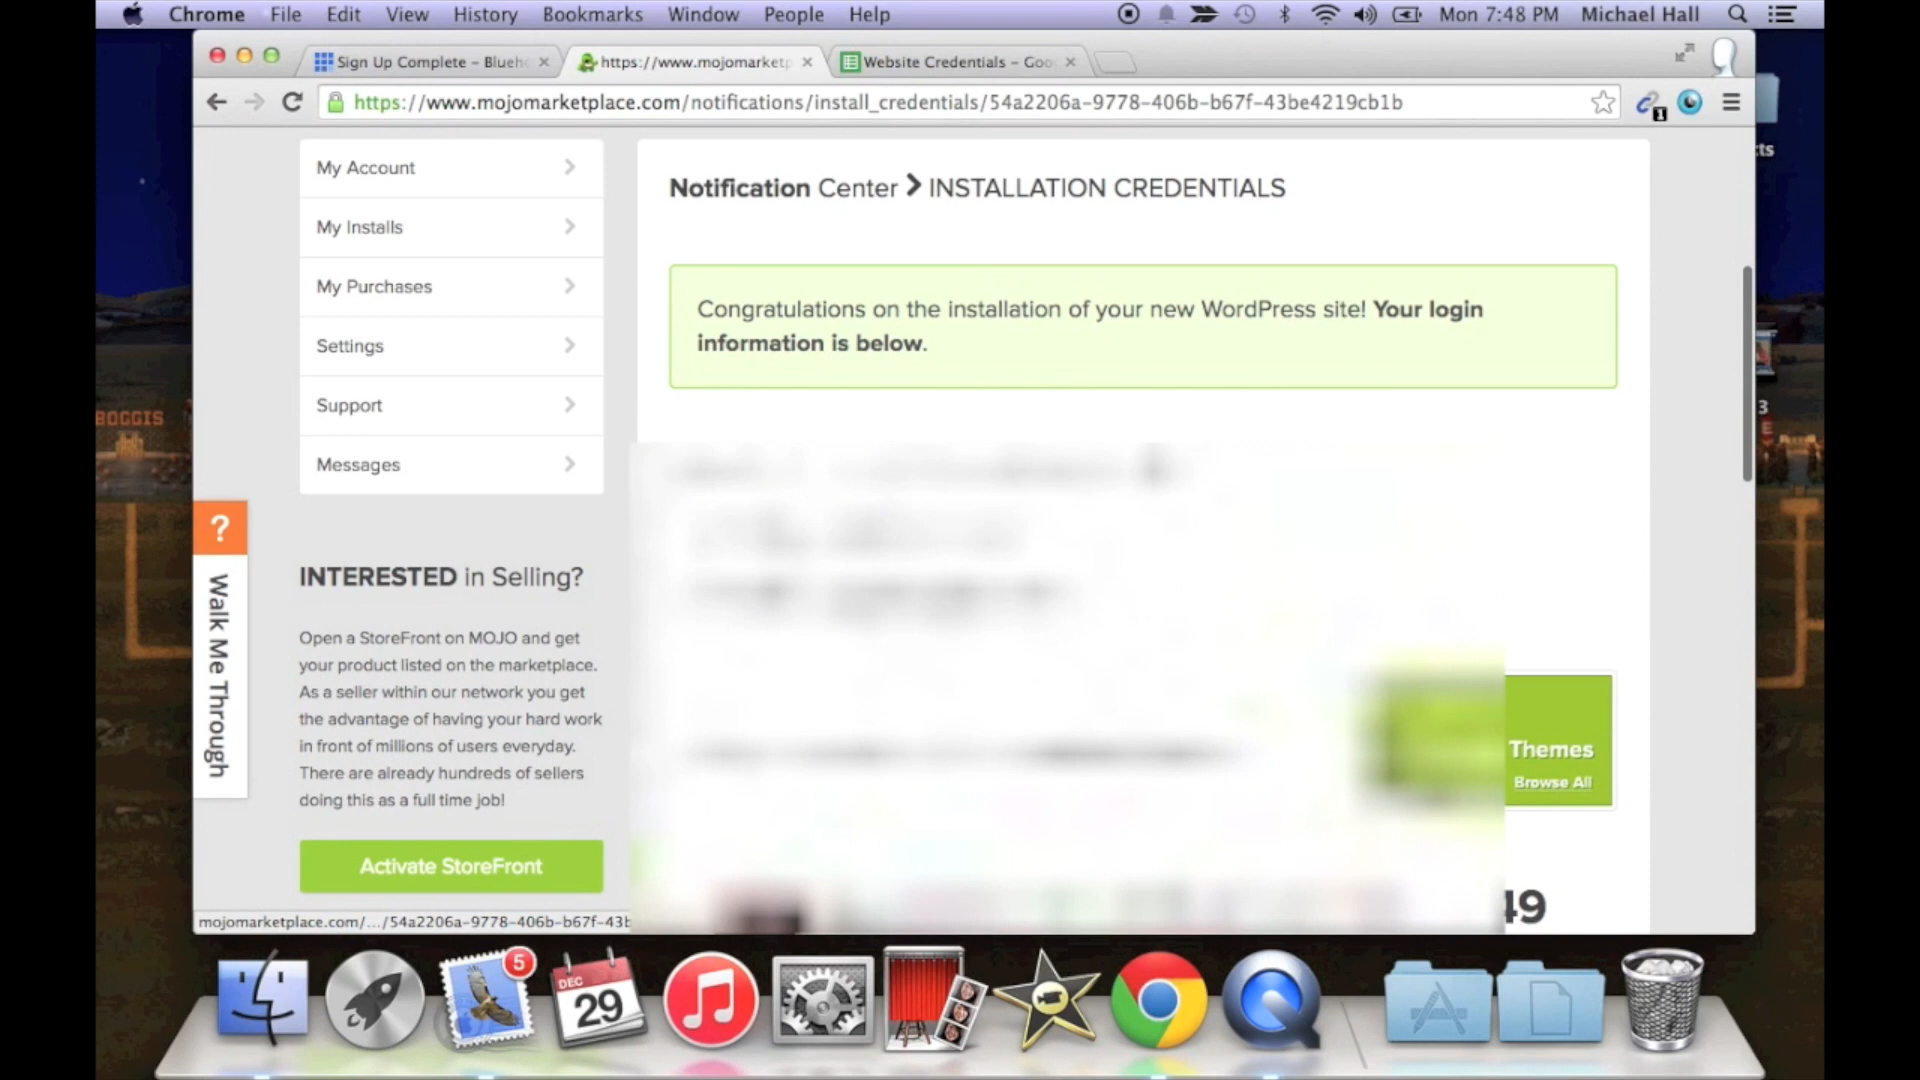 Chrome File Edit View History Bookmarks Window People Help Mon 7:48 PM Michael Hall
Sign Up Complete – Blueh
https://www.mojomarketp
Website Credentials – Goo
https://www.mojomarketplace.com/notifications/install_credentials/54a2206a-9778-406b-b67f-43be4219cb1b
1
ts
My Account
My Installs
My Purchases
Settings
Support
Messages
Notification Center > INSTALLATION CREDENTIALS
Congratulations on the installation of your new WordPress site! Your login
information is below.
BOGGIS
3
?
Walk Me Through
INTERESTED in Selling?
Open a StoreFront on MOJO and get
your product listed on the marketplace.
As a seller within our network you get
the advantage of having your hard work
in front of millions of users everyday.
There are already hundreds of sellers
doing this as a full time job!
Activate StoreFront
Themes
Browse All
49
mojomarketplace.com/.../54a2206a-9778-406b-b67f-43b
5
DEC
29